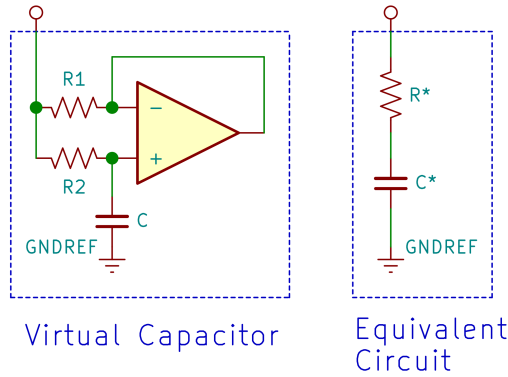 R1
R*
−
+
R2
C
C*
GNDREF
GNDREF
Virtual Capacitor
Equivalent
Circuit